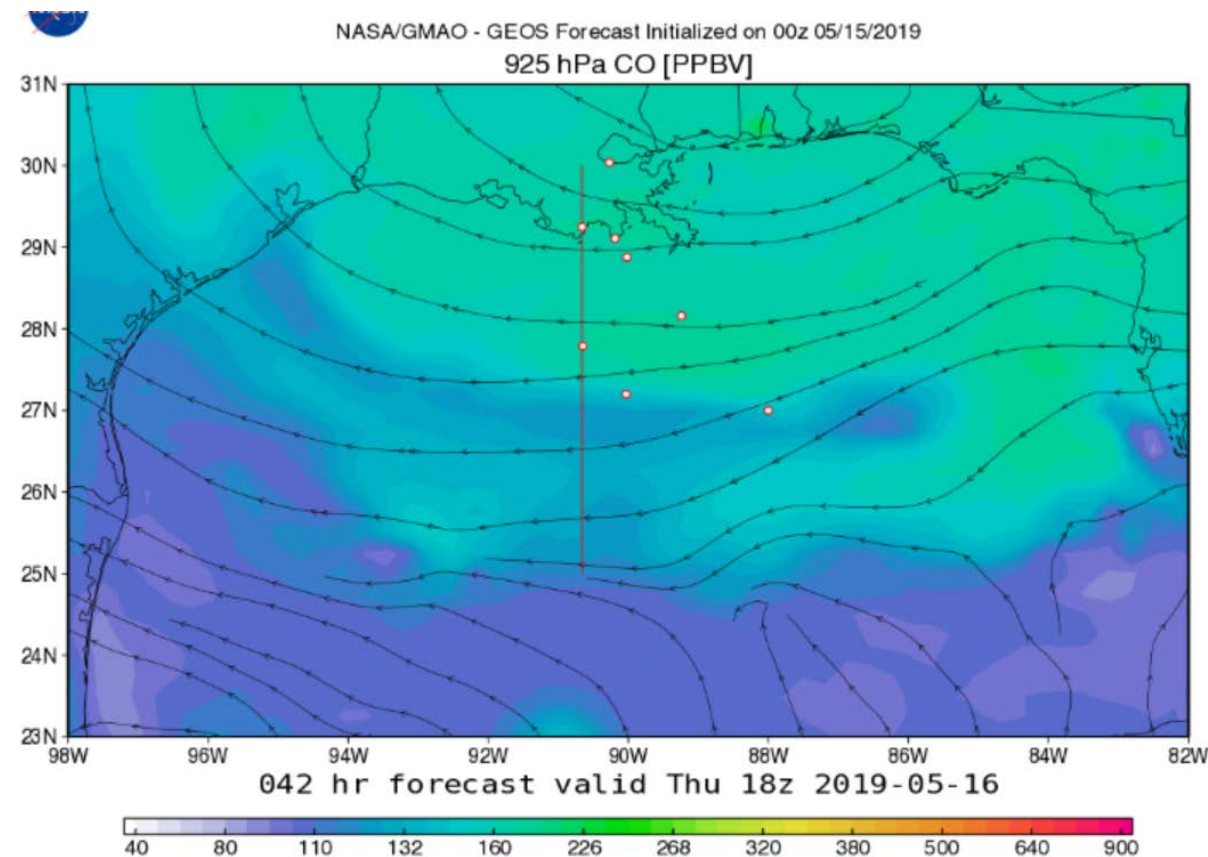 NASA/GMAO - GEOS Forecast Initialized on 00z 05/15/2019
925 hPa CO [PPBV]
31N
30N
29N
28N
27N
26N
25N
24N
23N
98W 96W 94W 92W 90W 88W 86W 84W 82W
042 hr forecast valid Thu 18z 2019-05-16
40 80 110 132 160 226 268 320 380 500 640 900